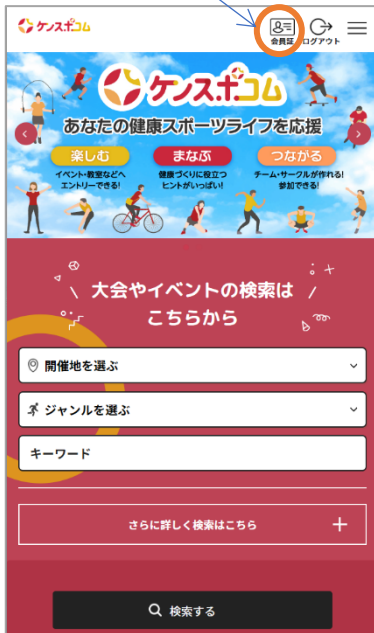 ケンスポコム
会員証
ログアウト
ケンスポコム
あなたの健康スポーツライフを応援
楽しむ
まなぶ
つながる
イベント・教室などへ
エントリーできる!
健康づくりに役立つ
ヒントがいっぱい!
チーム・サークルが作れる!
参加できる!
大会やイベントの検索は
こちらから
開催地を選ぶ
ジャンルを選ぶ
キーワード
さらに詳しく検索はこちら
検索する